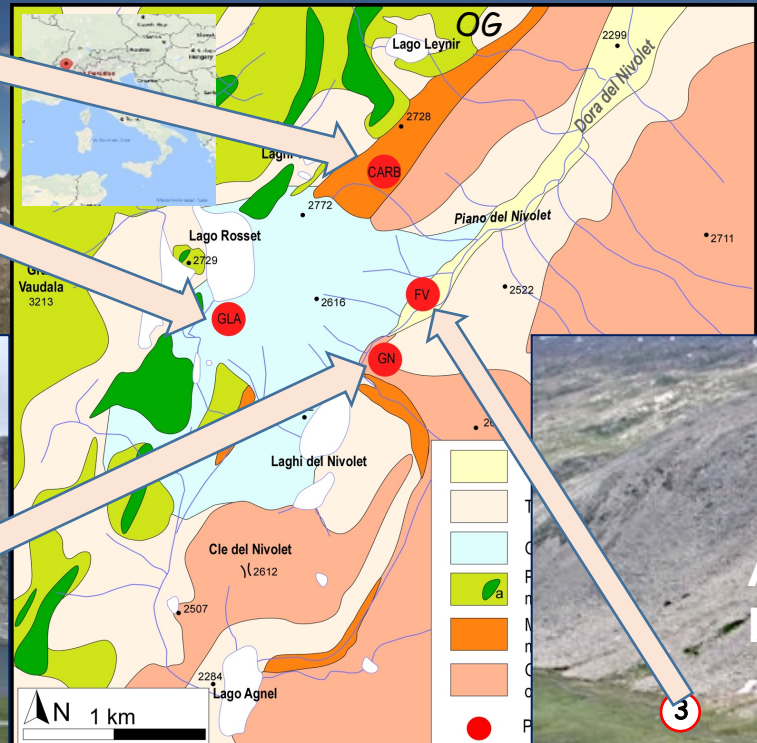 OG
Lago Leynir
2299
Dora del Nivolet
2728
CARB
2772
Piano del Nivolet
Lago Rosset
2729
2711
Vaudala
3213
FV
2522
GLA
2616
GN
Laghi del Nivolet
Cle del Nivolet
2612
a
2507
2284
Lago Agnel
N
1 km
3